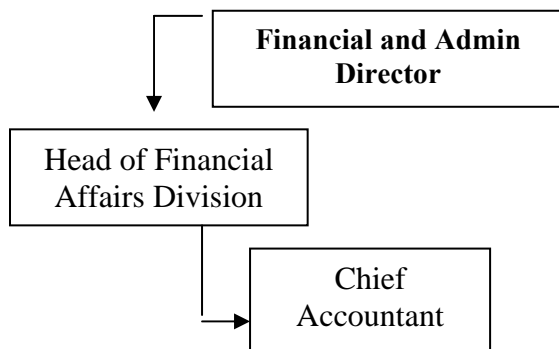 Financial and Admin
Director
Head of Financial
Affairs Division
Chief
Accountant